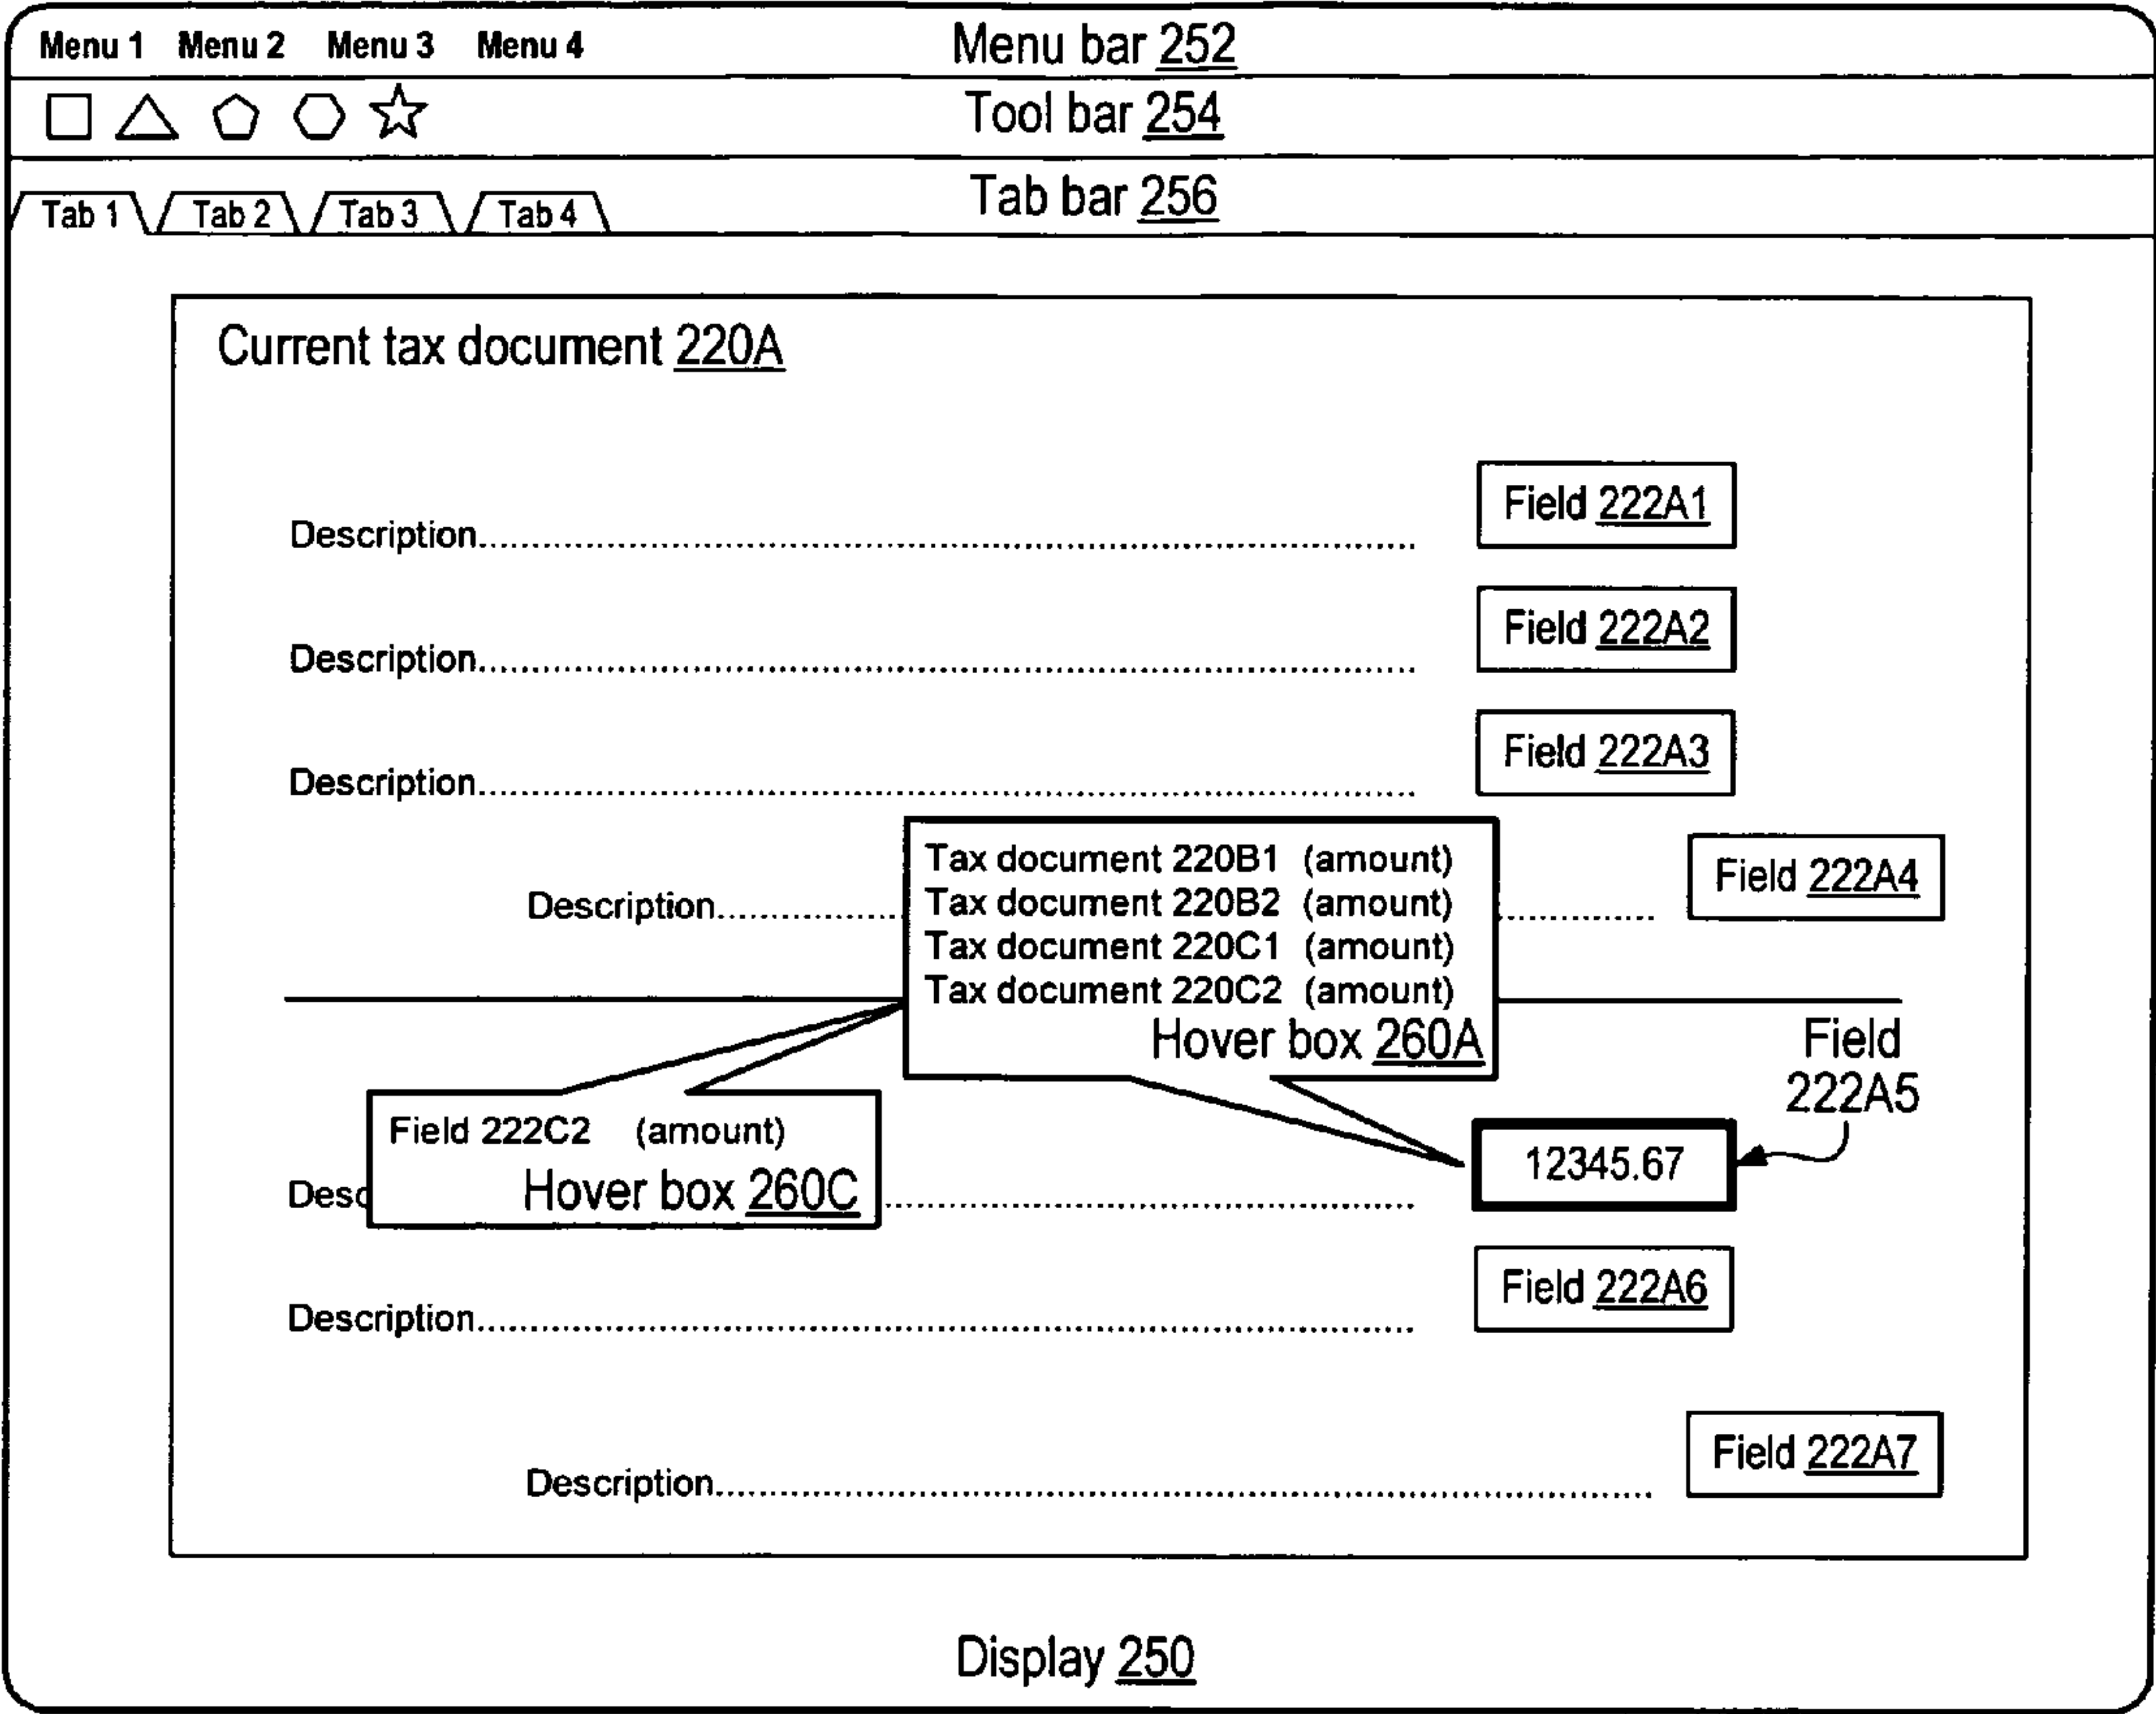 Menu 1 Menu 2 Menu 3 Menu 4 Menu bar 252
Tool bar 254
Tab bar 256
Tab 1 Tab 2 Tab 3 Tab 4
Current tax document 220A
Field 222A1
Description
Field 222A2
Description
Field 222A3
Description
Tax document 220B1 (amount)
Tax document 220B2 (amount)
Tax document 220C1 (amount)
Tax document 220C2 (amount)
Hover box 260A
Field 222A4
Description
Field
222A5
Field 222C2 (amount)
Hover box 260C
12345.67
Desc
Field 222A6
Description
Field 222A7
Description
Display 250